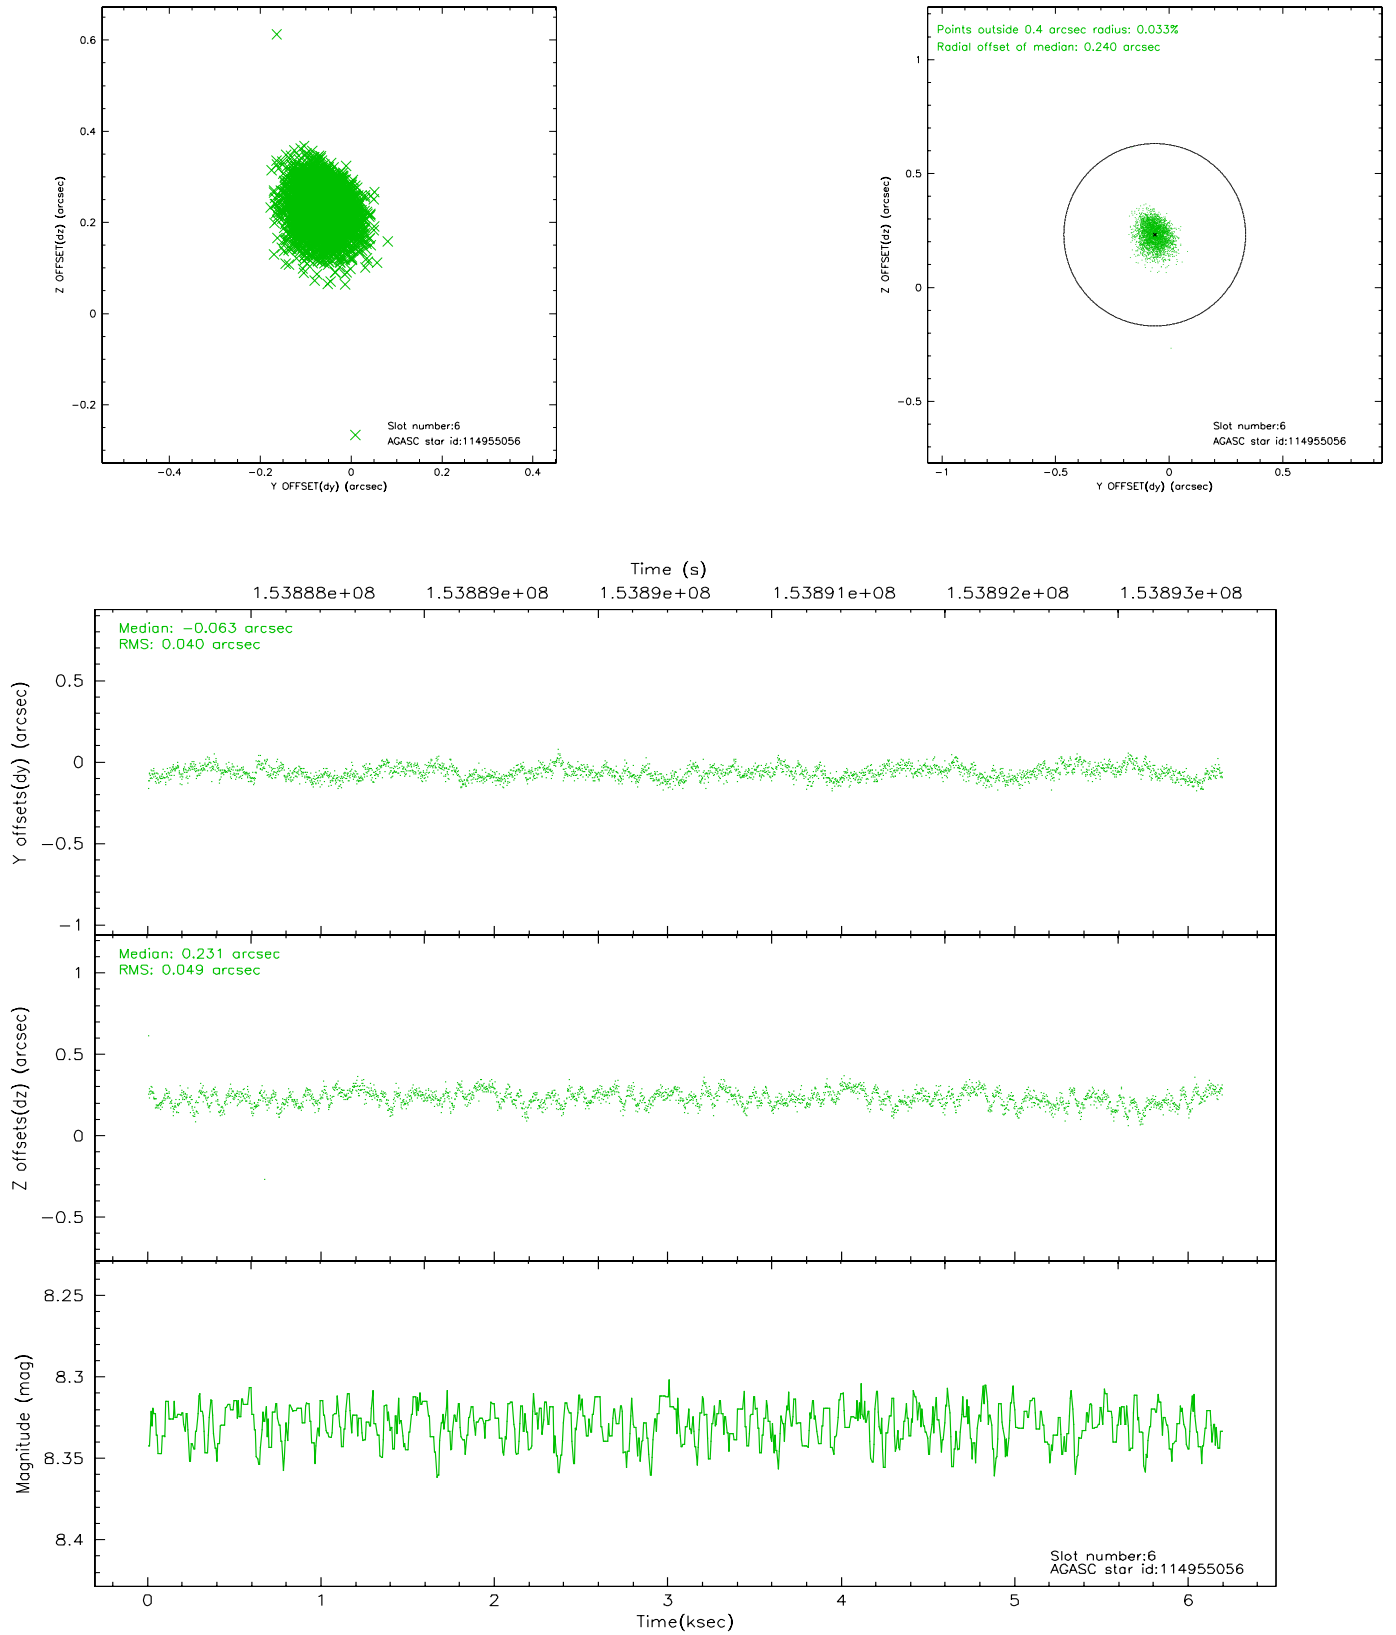 0.6
0.4
0.2
0
−0.2
Z OFFSET(dz) (arcsec)
Slot number:6
AGASC star id:114955056
−0.4 −0.2 0 0.2 0.4
Y OFFSET(dy) (arcsec)
Points outside 0.4 arcsec radius: 0.033%
Radial offset of median: 0.240 arcsec
1
0.5
0
−0.5
Z OFFSET(dz) (arcsec)
Slot number:6
AGASC star id:114955056
−1 −0.5 0 0.5
Y OFFSET(dy) (arcsec)
Time (s)
1.53888e+08 1.53889e+08 1.5389e+08 1.53891e+08 1.53892e+08 1.53893e+08
Median: −0.063 arcsec
RMS: 0.040 arcsec
0.5
0
−0.5
−1
Y offsets(dy) (arcsec)
Median: 0.231 arcsec
RMS: 0.049 arcsec
1
0.5
0
−0.5
Z offsets(dz) (arcsec)
8.25
8.3
8.35
8.4
Magnitude (mag)
Slot number:6
AGASC star id:114955056
0 1 2 3 4 5 6
Time(ksec)